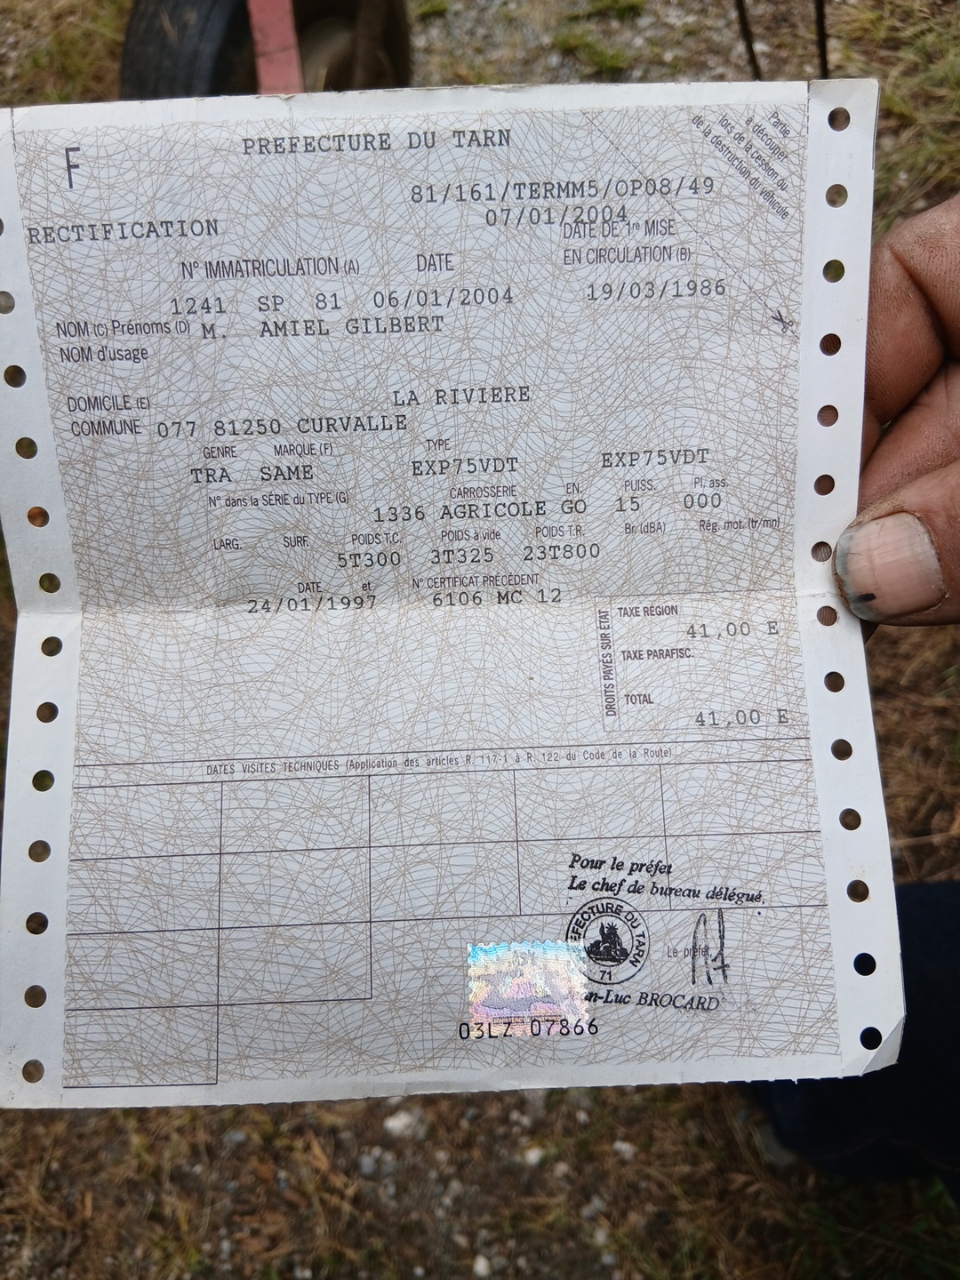 F
PREFECTURE DU TARN
Partie
à découper
lors de la cession ou
de la destruction du véhicule
81/161/TERMM5/OP08/49
07/01/2004
RECTIFICATION
DATE DE 1re MISE
N° IMMATRICULATION (A) DATE EN CIRCULATION (B)
1241 SP 81 06/01/2004 19/03/1986
NOM (C) Prénoms (D) M. AMIEL GILBERT
NOM d'usage
DOMICILE (E) LA RIVIERE
COMMUNE 077 81250 CURVALLE
GENRE MARQUE (F) TYPE
TRA SAME EXP75VDT EXP75VDT
N° dans la SÉRIE du TYPE (G) CARROSSERIE EN PUISS. Pl. ass.
1336 AGRICOLE GO 15 000
LARG. SURF. POIDS T.C. POIDS à vide POIDS T.R. Br. (dBA) Rég. mot. (tr/mn)
5T300 3T325 23T800
DATE et N° CERTIFICAT PRÉCÉDENT
24/01/1997 6106 MC 12
DROITS PAYÉS SUR ÉTAT
TAXE RÉGION
41,00 E
TAXE PARAFISC.
TOTAL
41,00 E
DATES VISITES TECHNIQUES (Application des articles R. 117-1 à R. 122 du Code de la Route)
Pour le préfet
Le chef de bureau délégué,
EFECTURE DU TARN
71
Le préfet,
n-Luc BROCARD
03LZ 07866